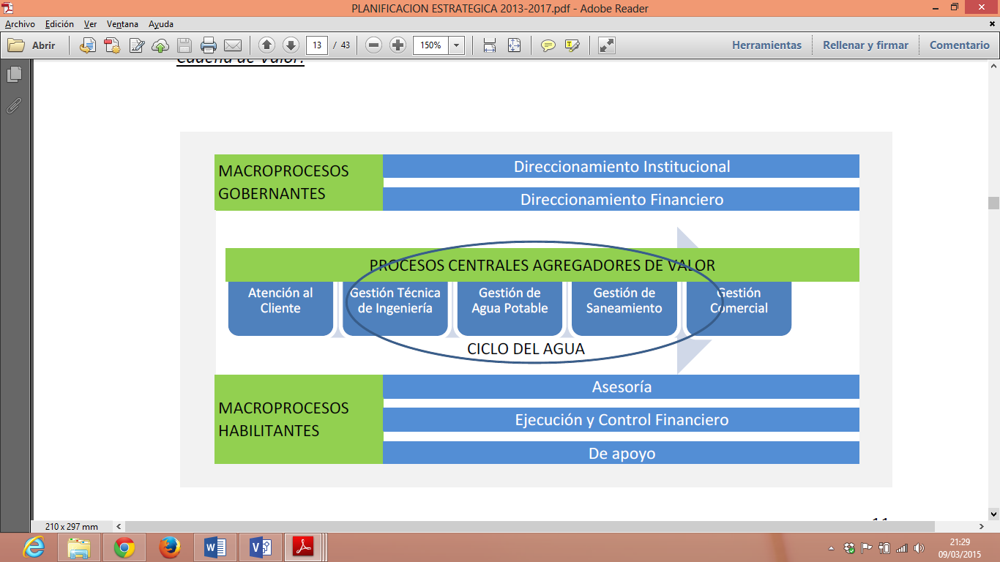 PLANIFICACION ESTRATEGICA 2013-2017.pdf - Adobe Reader
Archivo Edición Ver Ventana Ayuda
Abrir 13 / 43 150% Herramientas Rellenar y firmar Comentario
Cadena de Valor:
MACROPROCESOS
GOBERNANTES
Direccionamiento Institucional
Direccionamiento Financiero
PROCESOS CENTRALES AGREGADORES DE VALOR
Atención al
Cliente
Gestión Técnica
de Ingeniería
Gestión de
Agua Potable
Gestión de
Saneamiento
Gestión
Comercial
CICLO DEL AGUA
MACROPROCESOS
HABILITANTES
Asesoría
Ejecución y Control Financiero
De apoyo
11
210 x 297 mm
21:29
09/03/2015